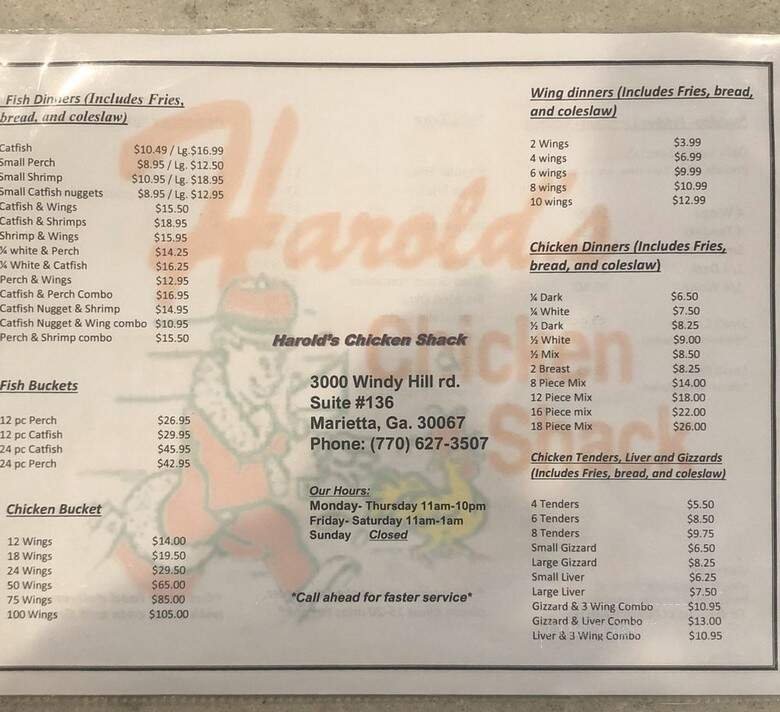 Fish Dinners (Includes Fries,
bread, and coleslaw)
Catfish $10.49 / Lg.$16.99
Small Perch $8.95 / Lg. $12.50
Small Shrimp $10.95 / Lg. $18.95
Small Catfish nuggets $8.95 / Lg. $12.95
Catfish & Wings $15.50
Catfish & Shrimps $18.95
Shrimp & Wings $15.95
¼ white & Perch $14.25
¼ White & Catfish $16.25
Perch & Wings $12.95
Catfish & Perch Combo $16.95
Catfish Nugget & Shrimp $14.95
Catfish Nugget & Wing combo $10.95
Perch & Shrimp combo $15.50
Fish Buckets
12 pc Perch $26.95
12 pc Catfish $29.95
24 pc Catfish $45.95
24 pc Perch $42.95
Chicken Bucket
12 Wings $14.00
18 Wings $19.50
24 Wings $29.50
50 Wings $65.00
75 Wings $85.00
100 Wings $105.00
Harold's
Chicken
Shack
Harold's Chicken Shack
3000 Windy Hill rd.
Suite #136
Marietta, Ga. 30067
Phone: (770) 627-3507
Our Hours:
Monday- Thursday 11am-10pm
Friday- Saturday 11am-1am
Sunday Closed
*Call ahead for faster service*
Wing dinners (Includes Fries, bread,
and coleslaw)
2 Wings $3.99
4 wings $6.99
6 wings $9.99
8 wings $10.99
10 wings $12.99
Chicken Dinners (Includes Fries,
bread, and coleslaw)
¼ Dark $6.50
¼ White $7.50
½ Dark $8.25
½ White $9.00
½ Mix $8.50
2 Breast $8.25
8 Piece Mix $14.00
12 Piece Mix $18.00
16 Piece mix $22.00
18 Piece Mix $26.00
Chicken Tenders, Liver and Gizzards
(Includes Fries, bread, and coleslaw)
4 Tenders $5.50
6 Tenders $8.50
8 Tenders $9.75
Small Gizzard $6.50
Large Gizzard $8.25
Small Liver $6.25
Large Liver $7.50
Gizzard & 3 Wing Combo $10.95
Gizzard & Liver Combo $13.00
Liver & 3 Wing Combo $10.95